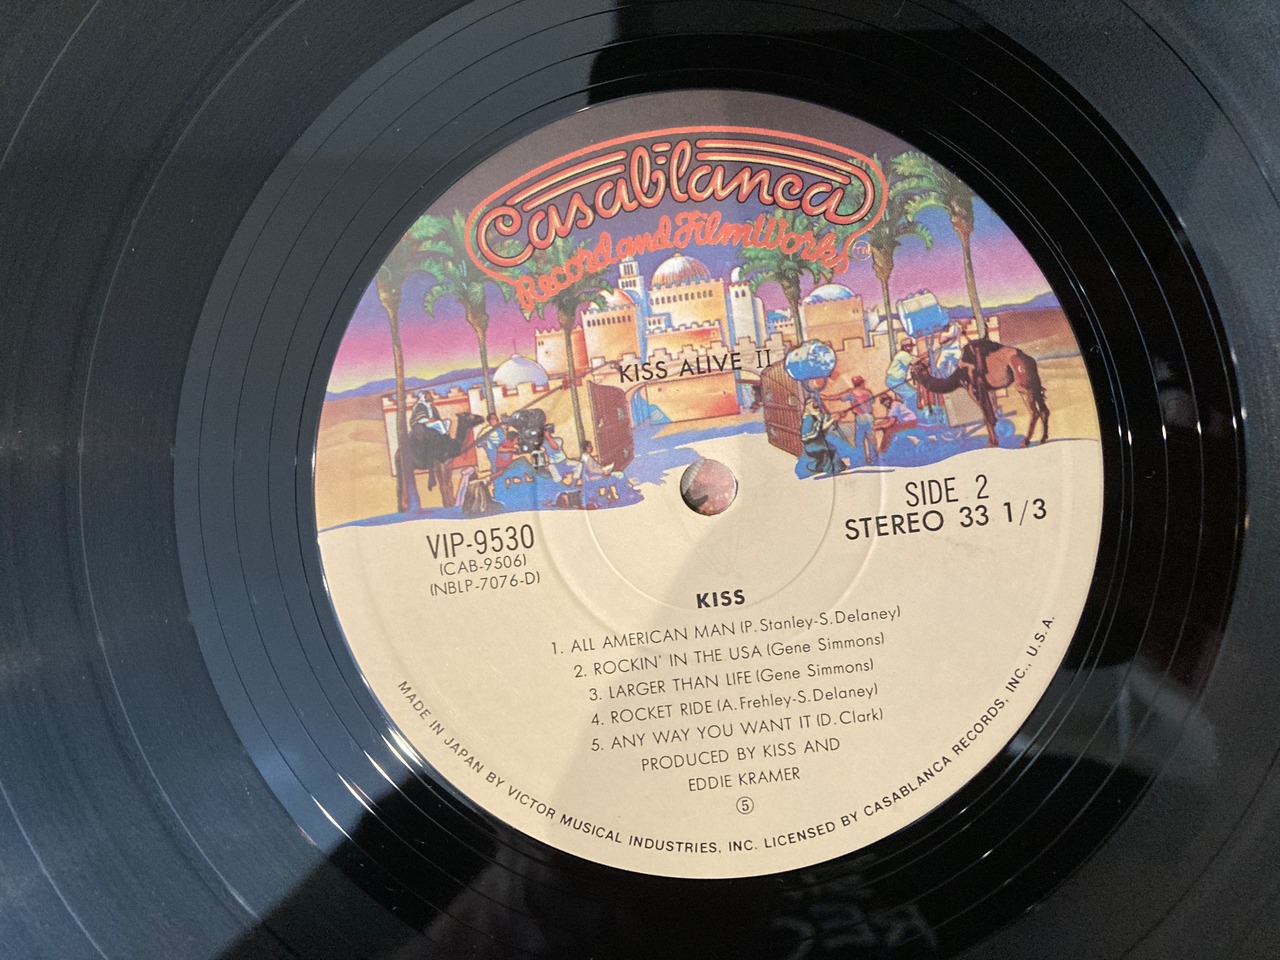 Casablanca
Record and FilmWorks TM
KISS ALIVE II
VIP-9530
(CAB-9506)
(NBLP-7076-D)
SIDE 2
STEREO 33 1/3
KISS
1. ALL AMERICAN MAN (P. Stanley-S. Delaney)
2. ROCKIN' IN THE USA (Gene Simmons)
3. LARGER THAN LIFE (Gene Simmons)
4. ROCKET RIDE (A. Frehley-S. Delaney)
5. ANY WAY YOU WANT IT (D. Clark)
PRODUCED BY KISS AND
EDDIE KRAMER
⑤
MADE IN JAPAN BY VICTOR MUSICAL INDUSTRIES, INC. LICENSED BY CASABLANCA RECORDS, INC., U.S.A.